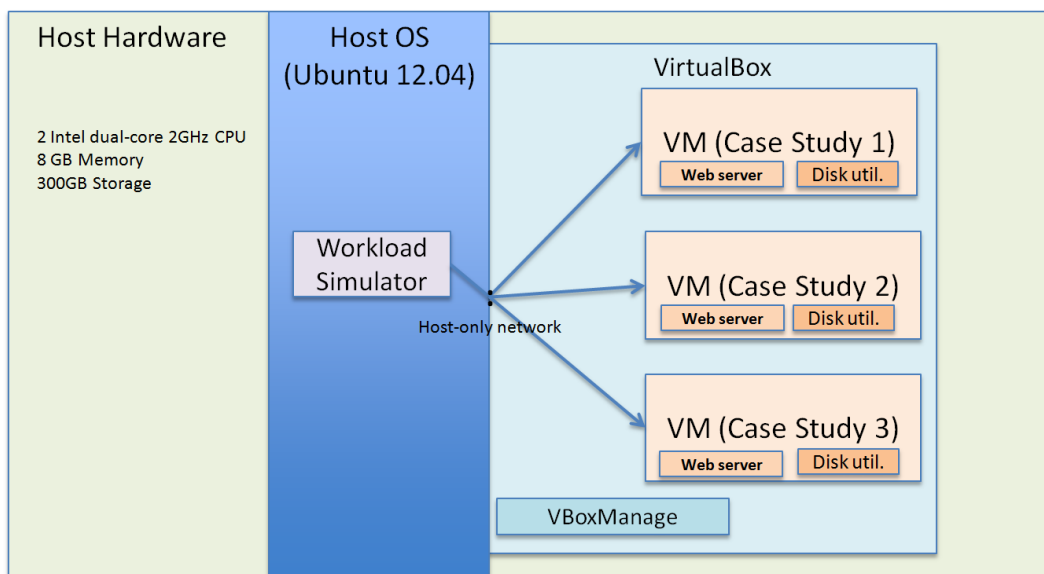 Host Hardware
2 Intel dual-core 2GHz CPU
8 GB Memory
300GB Storage
Host OS
(Ubuntu 12.04)
Workload
Simulator
Host-only network
VirtualBox
VM (Case Study 1)
Web server
Disk util.
VM (Case Study 2)
Web server
Disk util.
VM (Case Study 3)
Web server
Disk util.
VBoxManage